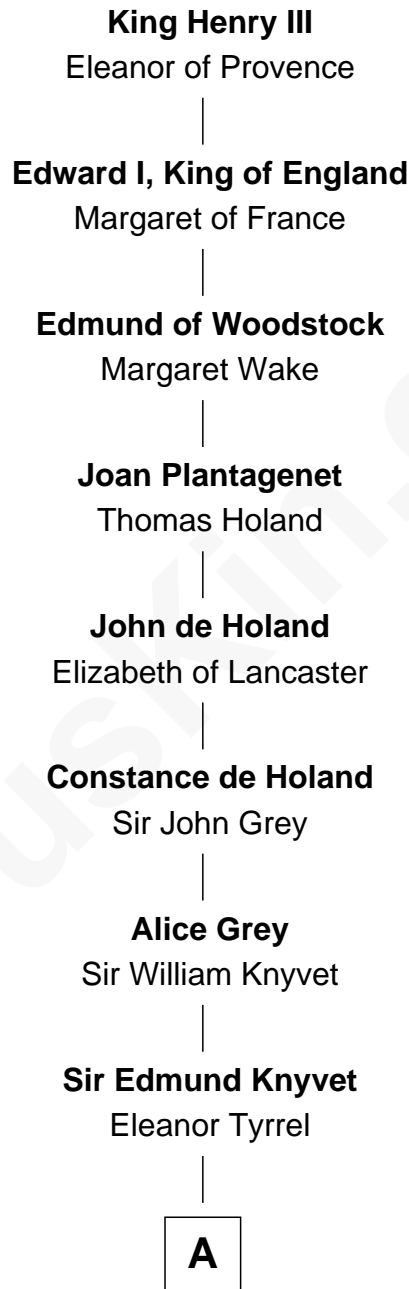 King Henry III
Eleanor of Provence
Edward I, King of England
Margaret of France
Edmund of Woodstock
Margaret Wake
Joan Plantagenet
Thomas Holand
John de Holand
Elizabeth of Lancaster
Constance de Holand
Sir John Grey
Alice Grey
Sir William Knyvet
Sir Edmund Knyvet
Eleanor Tyrrel
A